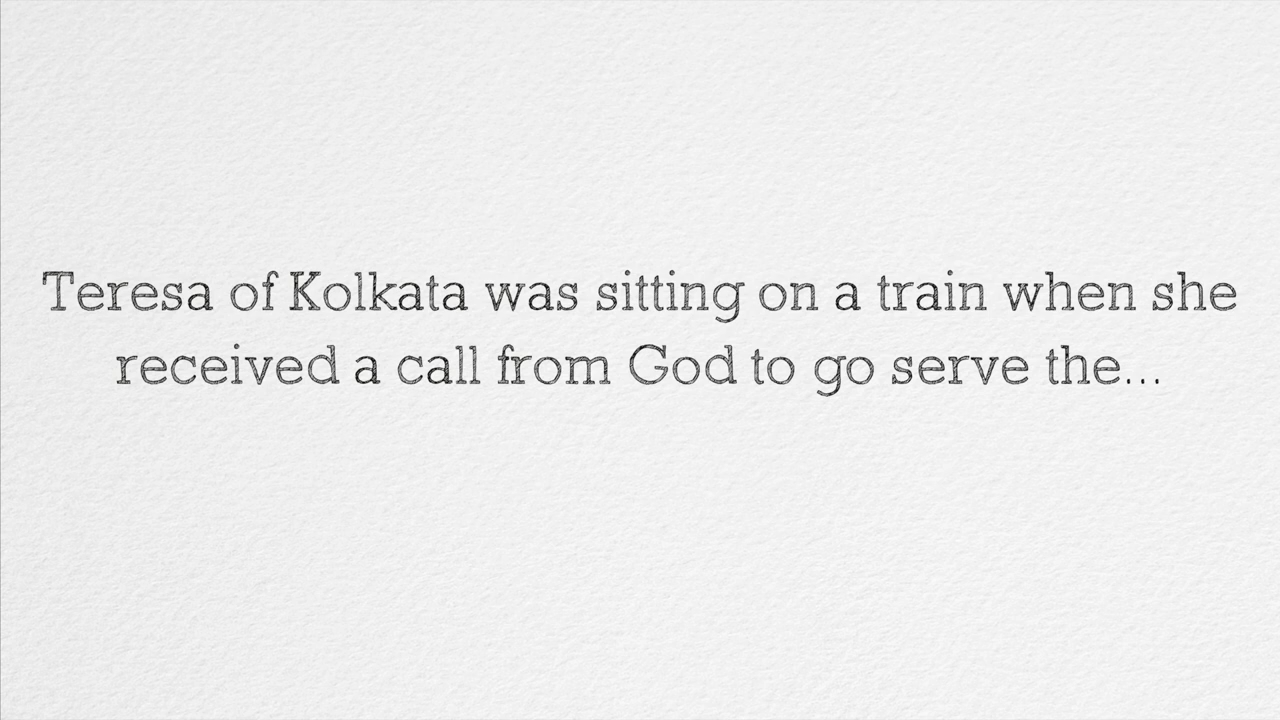 Teresa of Kolkata was sitting on a train when she
received a call from God to go serve the...